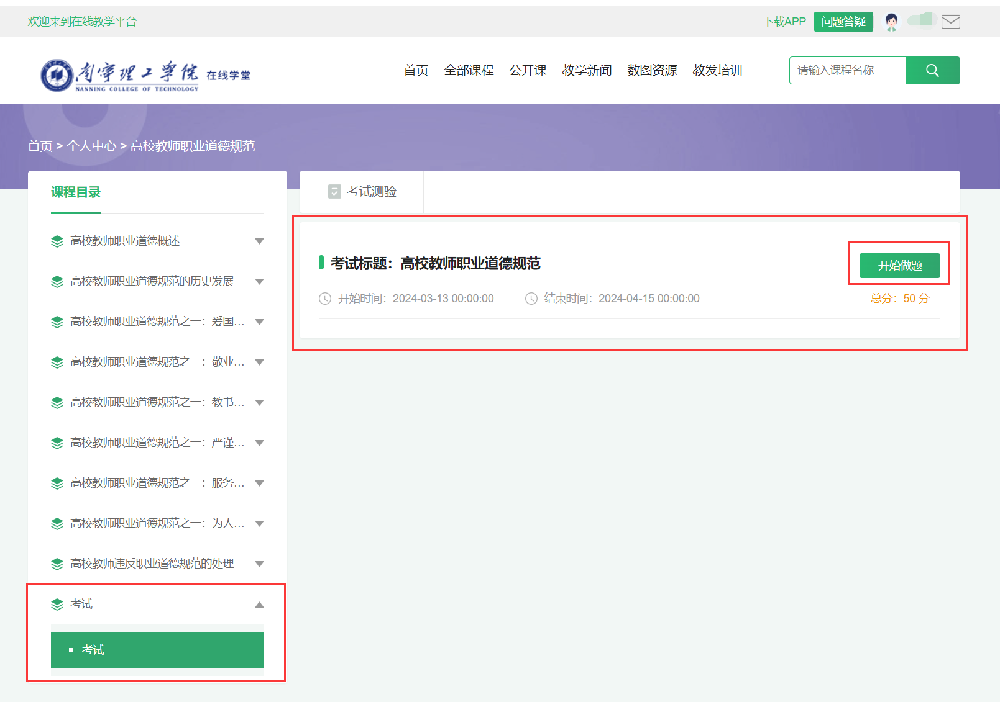 欢迎来到在线教学平台
下载APP 问题答疑
南宁理工学院 在线学堂
NANNING COLLEGE OF TECHNOLOGY
首页 全部课程 公开课 教学新闻 数图资源 教发培训
请输入课程名称
首页 > 个人中心 > 高校教师职业道德规范
课程目录
高校教师职业道德概述
高校教师职业道德规范的历史发展
高校教师职业道德规范之一：爱国...
高校教师职业道德规范之一：敬业...
高校教师职业道德规范之一：教书...
高校教师职业道德规范之一：严谨...
高校教师职业道德规范之一：服务...
高校教师职业道德规范之一：为人...
高校教师违反职业道德规范的处理
考试
考试
考试测验
考试标题：高校教师职业道德规范
开始做题
开始时间：2024-03-13 00:00:00 结束时间：2024-04-15 00:00:00
总分：50 分